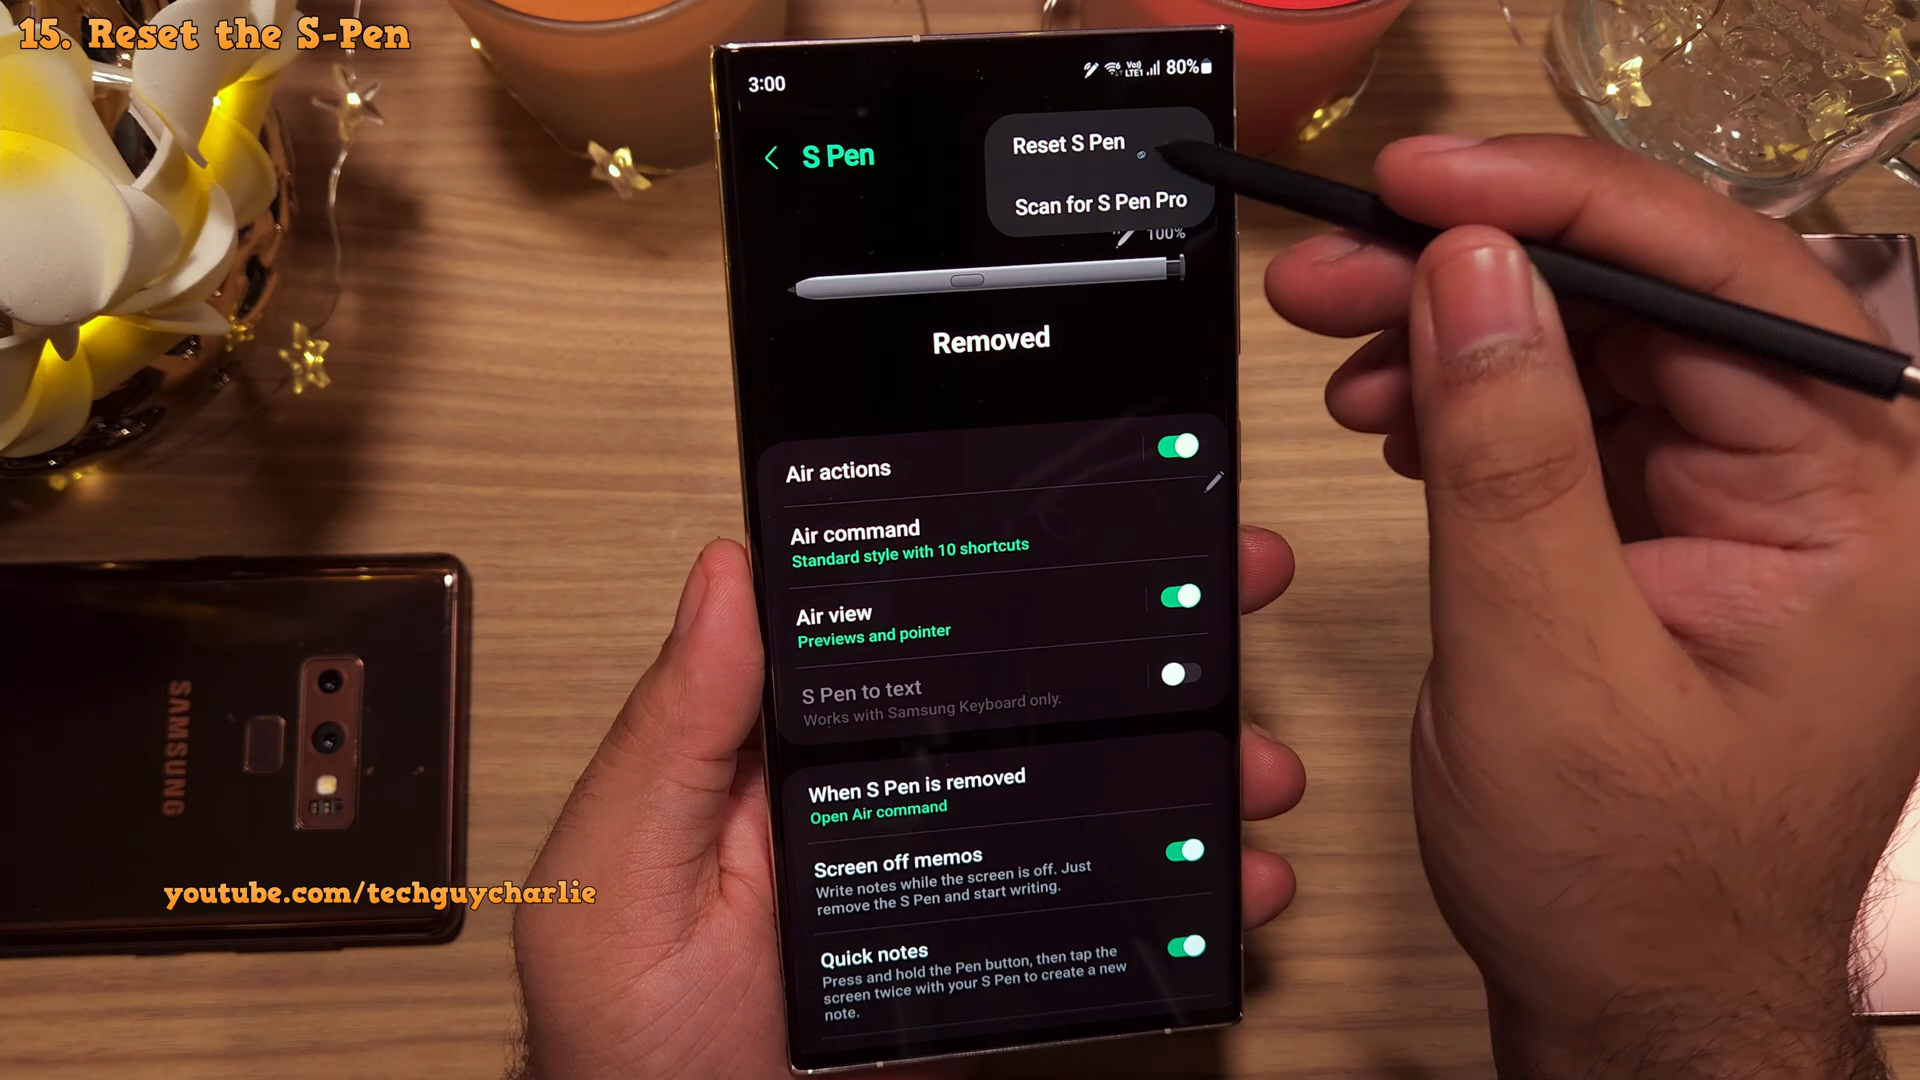 15. Reset the S-Pen
3:00
Vo))
LTE1
80%
S Pen
Reset S Pen
Scan for S Pen Pro
100%
Removed
Air actions
Air command
Standard style with 10 shortcuts
Air view
Previews and pointer
S Pen to text
Works with Samsung Keyboard only.
When S Pen is removed
Open Air command
Screen off memos
Write notes while the screen is off. Just
remove the S Pen and start writing.
Quick notes
Press and hold the Pen button, then tap the
screen twice with your S Pen to create a new
note.
SAMSUNG
youtube.com/techguycharlie